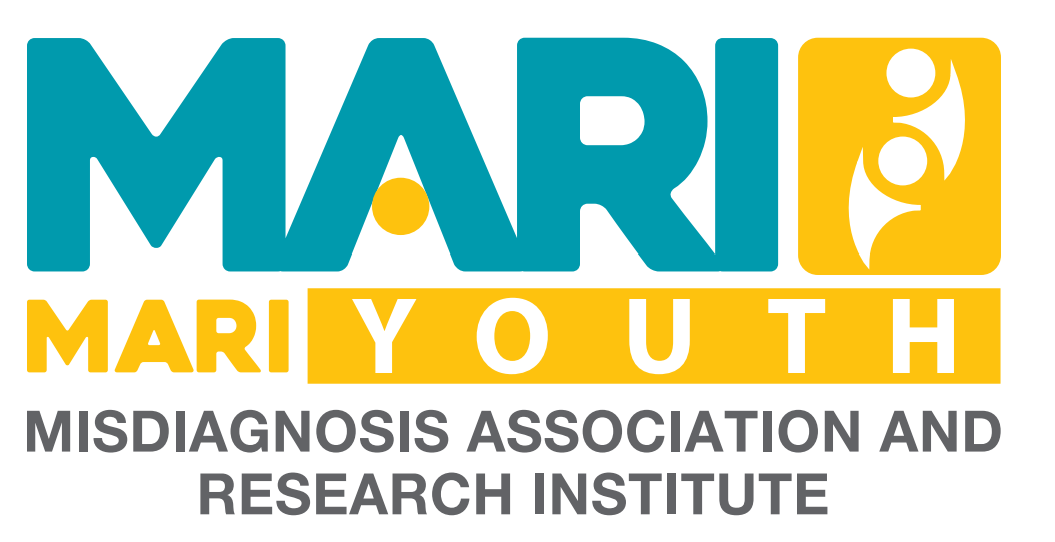 MARI
MARI YOUTH
MISDIAGNOSIS ASSOCIATION AND
RESEARCH INSTITUTE